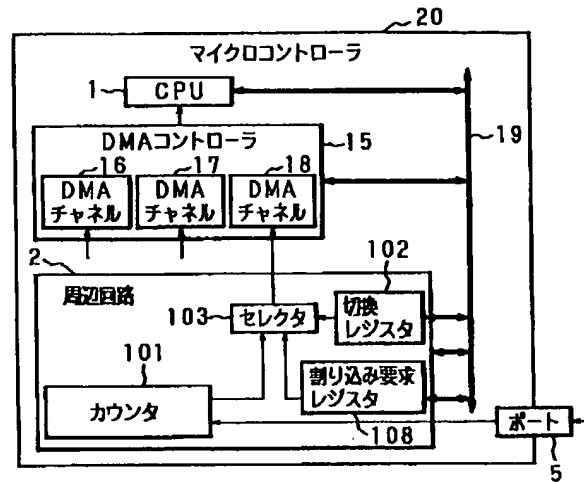 20
マイクロコントローラ
1
CPU
DMAコントローラ
15
19
16
17
18
DMA
チャネル
DMA
チャネル
DMA
チャネル
2
周辺回路
102
103
セレクタ
切換
レジスタ
101
カウンタ
割り込み要求
レジスタ
108
ポート
5